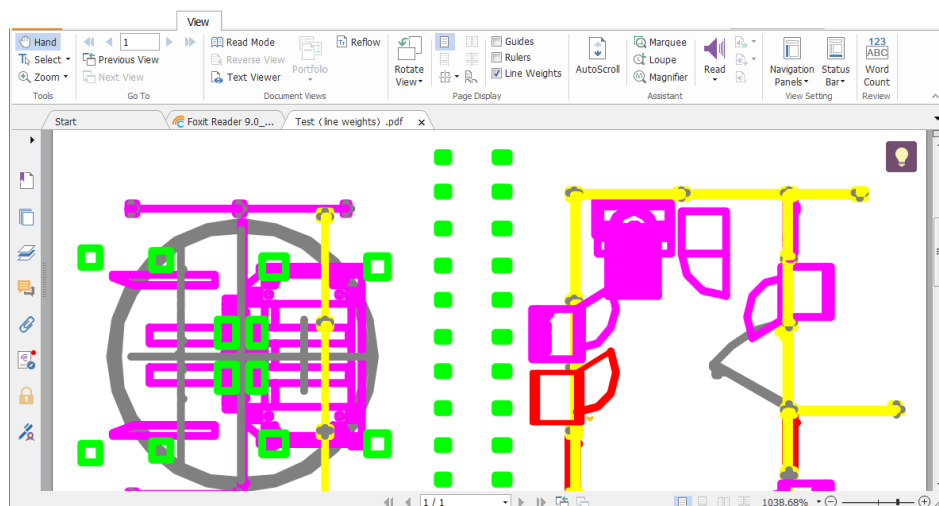 View
Hand
1
Read Mode
Reflow
Guides
Marquee
123
ABC
Select
Previous View
Reverse View
Portfolio
Rotate View
Rulers
AutoScroll
Loupe
Read
Navigation Panels
Status Bar
Word Count
Zoom
Next View
Text Viewer
Line Weights
Magnifier
Tools
Go To
Document Views
Page Display
Assistant
View Setting
Review
Start
Foxit Reader 9.0_...
Test (line weights) .pdf x
1 / 1
1038.68%